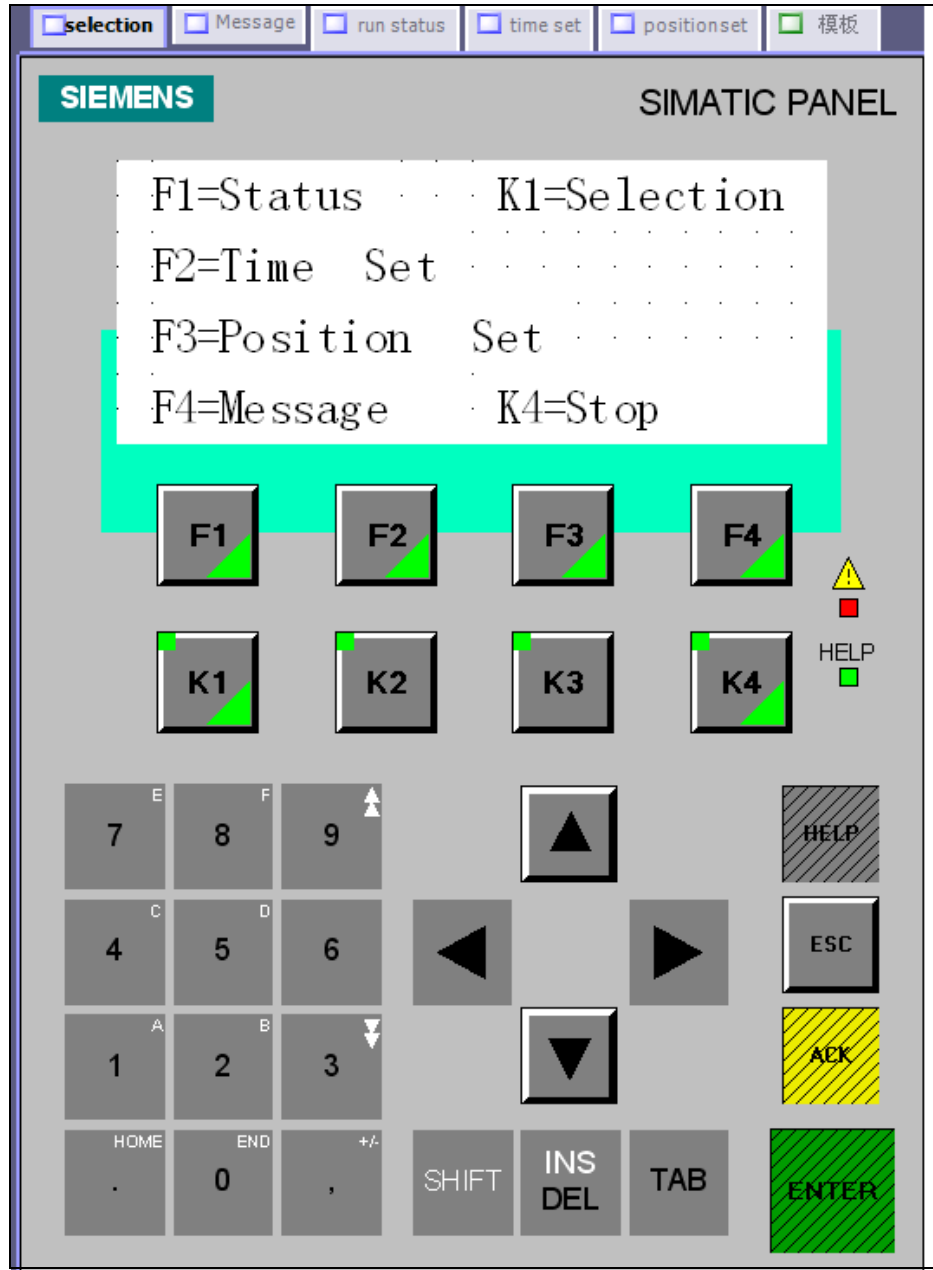 selection Message run status time set positionset 模板
SIEMENS SIMATIC PANEL
F1=Status K1=Selection
F2=Time Set
F3=Position Set
F4=Message K4=Stop
F1 F2 F3 F4
HELP
K1 K2 K3 K4
E F
7 8 9 HELP
C D
4 5 6 ESC
A B
1 2 3 ACK
HOME END +/-
. 0 , SHIFT INS DEL TAB ENTER